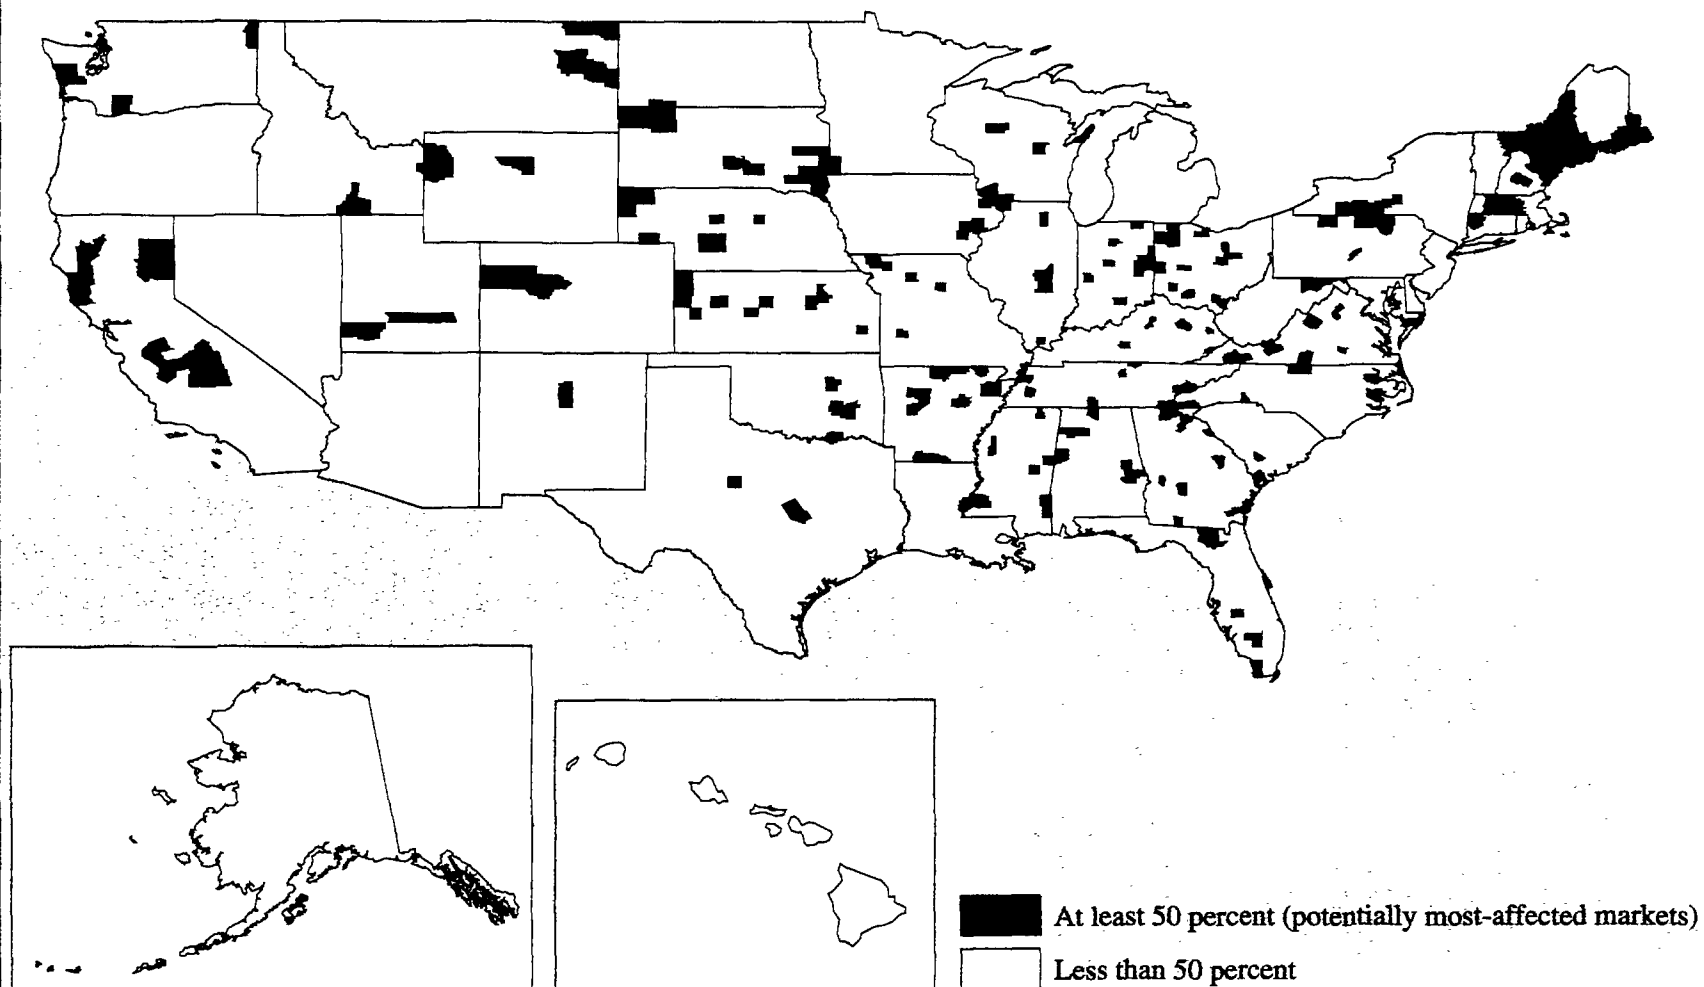 At least 50 percent (potentially most-affected markets)
Less than 50 percent